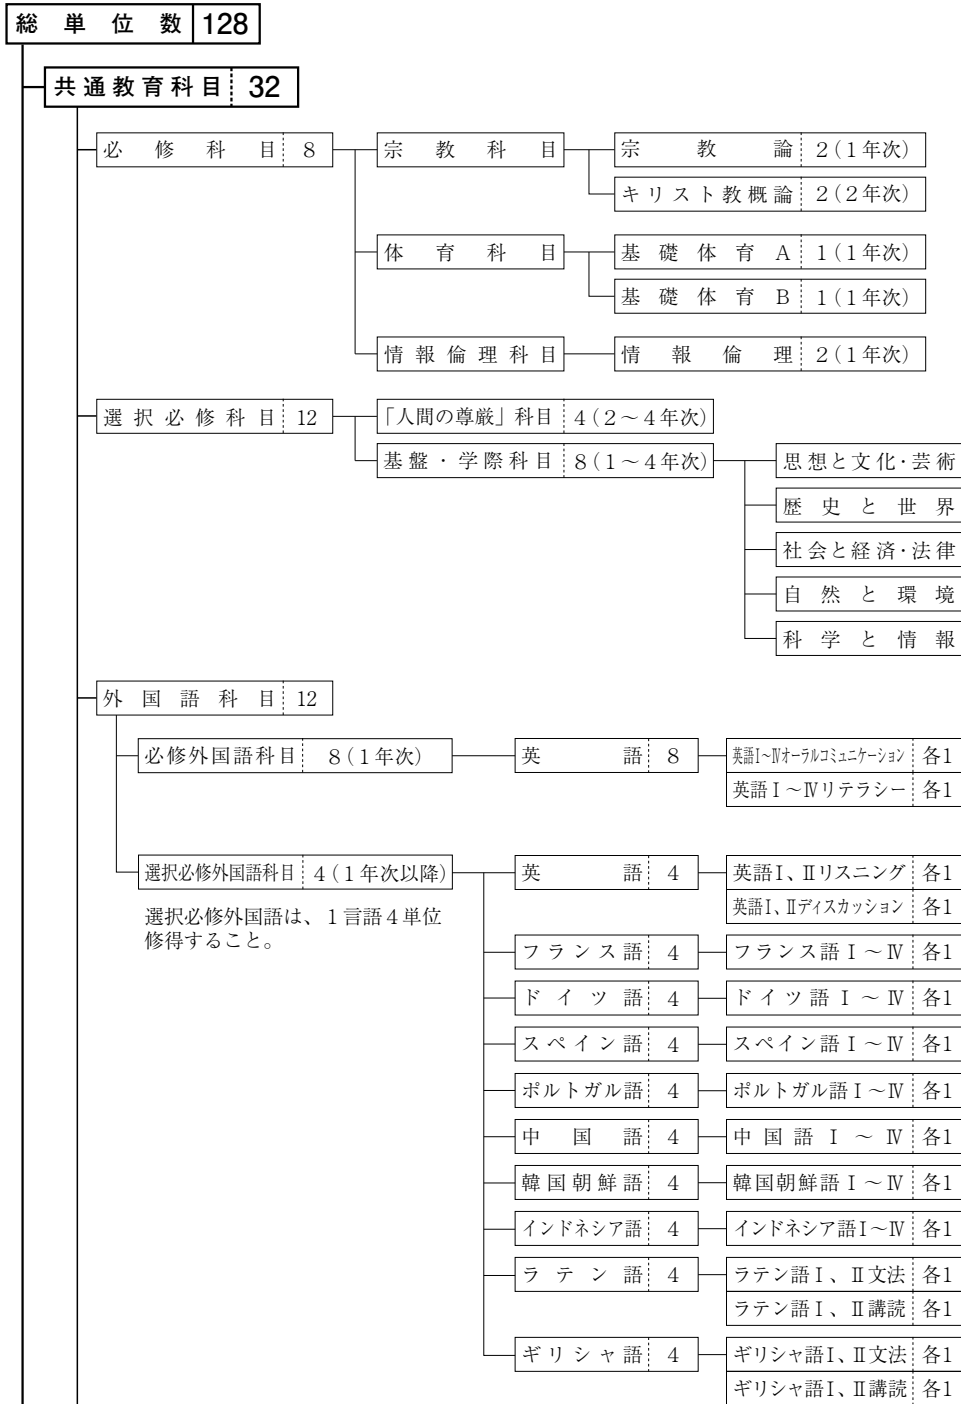 総単位数 128
共通教育科目 32
必修科目 8 宗教科目 宗教論 2(1年次)
キリスト教概論 2(2年次)
体育科目 基礎体育A 1(1年次)
基礎体育B 1(1年次)
情報倫理科目 情報倫理 2(1年次)
選択必修科目 12 「人間の尊厳」科目 4(2～4年次)
基盤・学際科目 8(1～4年次) 思想と文化・芸術
歴史と世界
社会と経済・法律
自然と環境
科学と情報
外国語科目 12
必修外国語科目 8(1年次) 英語 8 英語Ⅰ～Ⅳオーラルコミュニケーション 各1
英語Ⅰ～Ⅳリテラシー 各1
選択必修外国語科目 4(1年次以降) 英語 4 英語Ⅰ、Ⅱリスニング 各1
英語Ⅰ、Ⅱディスカッション 各1
選択必修外国語は、1言語4単位
修得すること。
フランス語 4 フランス語Ⅰ～Ⅳ 各1
ドイツ語 4 ドイツ語Ⅰ～Ⅳ 各1
スペイン語 4 スペイン語Ⅰ～Ⅳ 各1
ポルトガル語 4 ポルトガル語Ⅰ～Ⅳ 各1
中国語 4 中国語Ⅰ～Ⅳ 各1
韓国朝鮮語 4 韓国朝鮮語Ⅰ～Ⅳ 各1
インドネシア語 4 インドネシア語Ⅰ～Ⅳ 各1
ラテン語 4 ラテン語Ⅰ、Ⅱ文法 各1
ラテン語Ⅰ、Ⅱ講読 各1
ギリシャ語 4 ギリシャ語Ⅰ、Ⅱ文法 各1
ギリシャ語Ⅰ、Ⅱ講読 各1